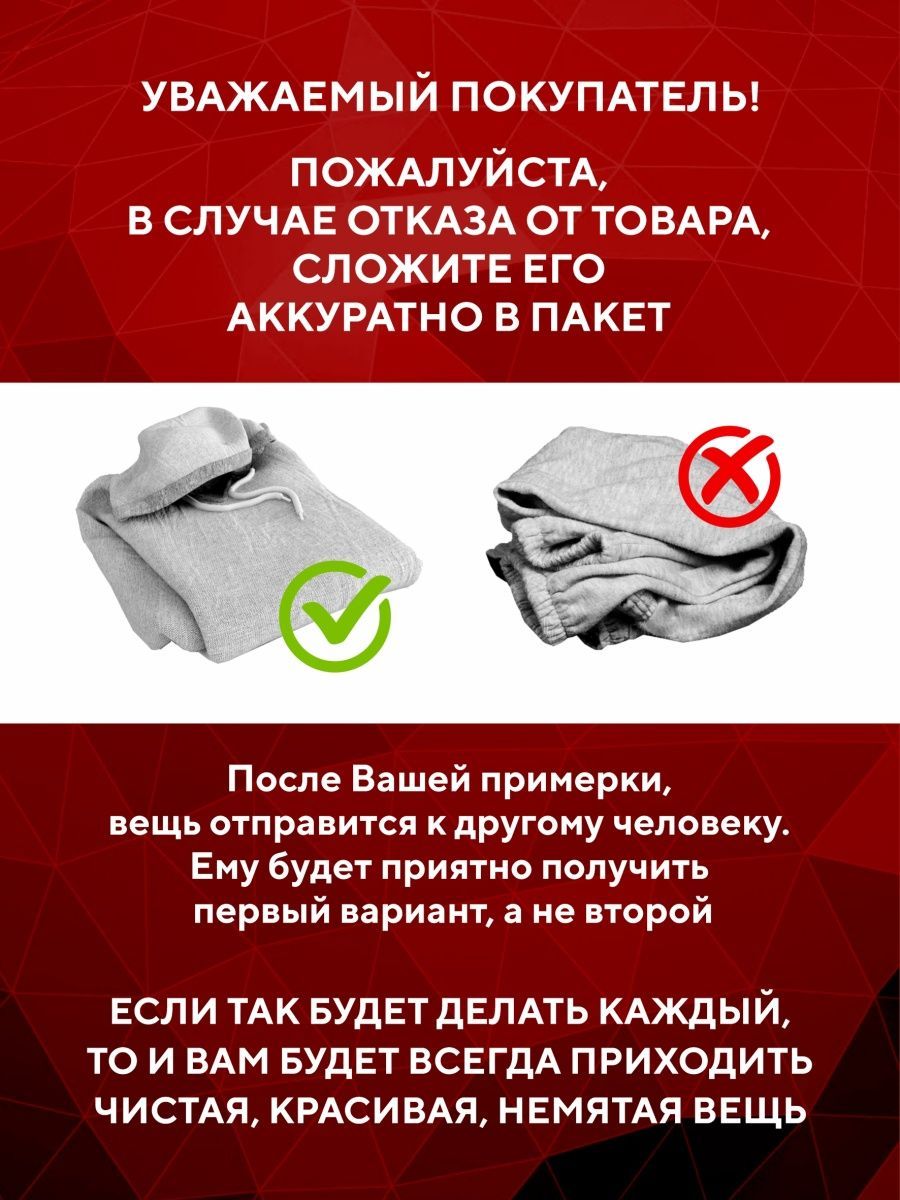 УВАЖАЕМЫЙ ПОКУПАТЕЛЬ!
ПОЖАЛУЙСТА,
В СЛУЧАЕ ОТКАЗА ОТ ТОВАРА,
СЛОЖИТЕ ЕГО
АККУРАТНО В ПАКЕТ
После Вашей примерки,
вещь отправится к другому человеку.
Ему будет приятно получить
первый вариант, а не второй
ЕСЛИ ТАК БУДЕТ ДЕЛАТЬ КАЖДЫЙ,
ТО И ВАМ БУДЕТ ВСЕГДА ПРИХОДИТЬ
ЧИСТАЯ, КРАСИВАЯ, НЕМЯТАЯ ВЕЩЬ